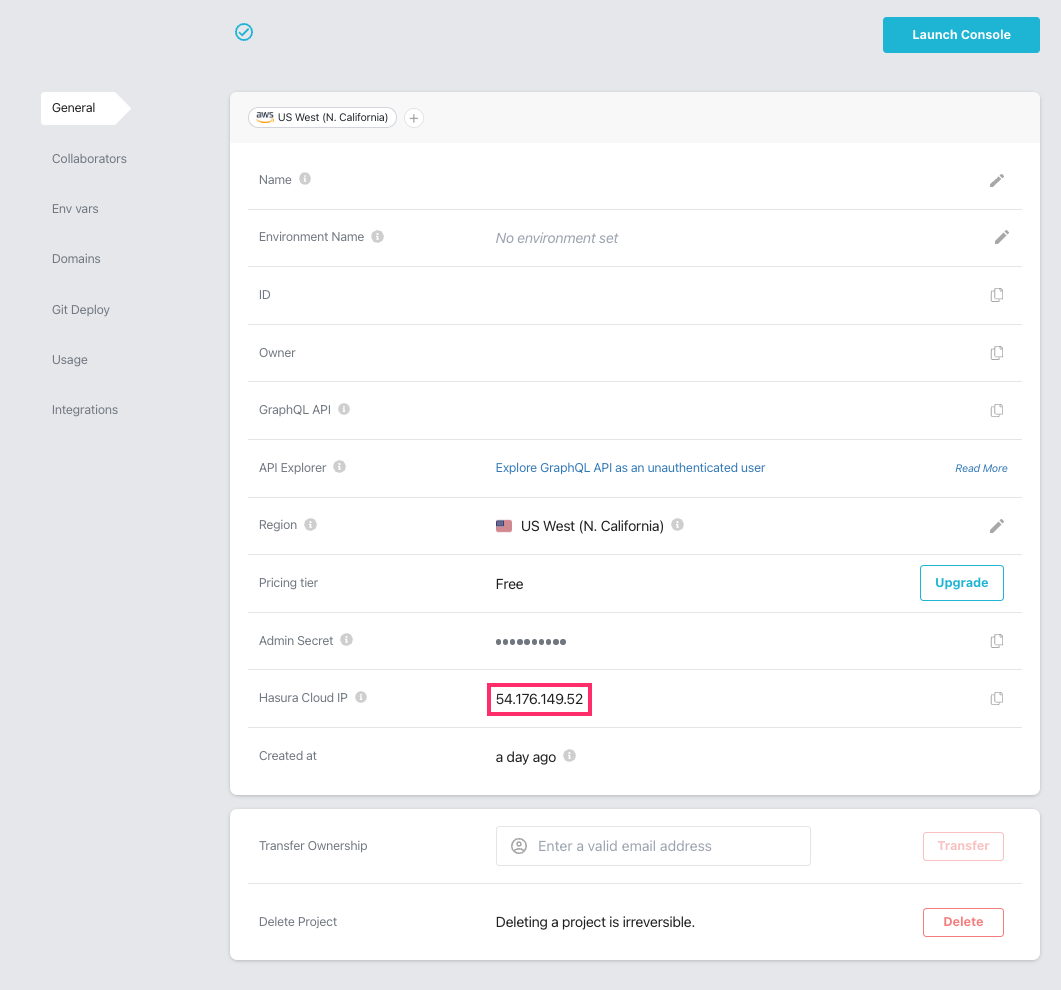 Launch Console
General
Collaborators
Env vars
Domains
Git Deploy
Usage
Integrations
aws US West (N. California) +
Name
Environment Name No environment set
ID
Owner
GraphQL API
API Explorer Explore GraphQL API as an unauthenticated user Read More
Region US West (N. California)
Pricing tier Free Upgrade
Admin Secret ••••••••••
Hasura Cloud IP 54.176.149.52
Created at a day ago
Transfer Ownership Enter a valid email address Transfer
Delete Project Deleting a project is irreversible. Delete